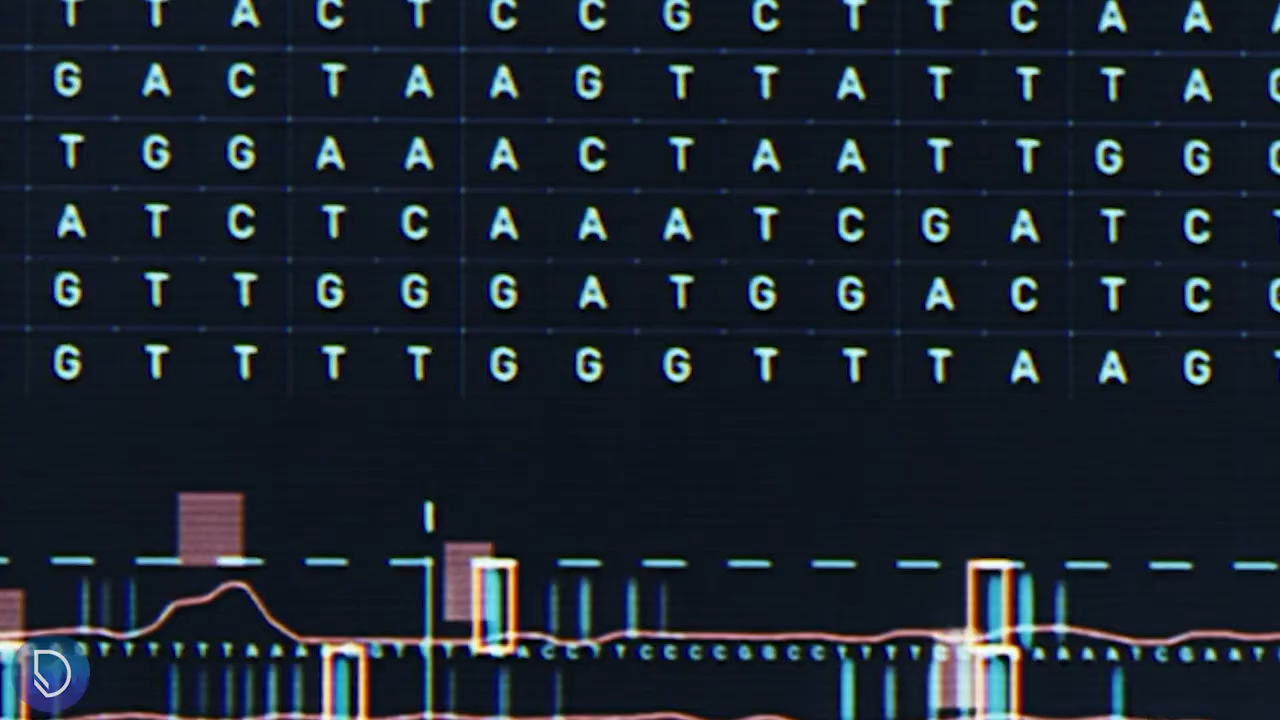 T T A C T C C G C T T C A A
G A C T A A G T T A T T T A
T G G A A A C T A A T T G G
A T C T C A A A T C G A T C
G T T G G G A T G G A C T C
G T T T T G G G T T T A A G